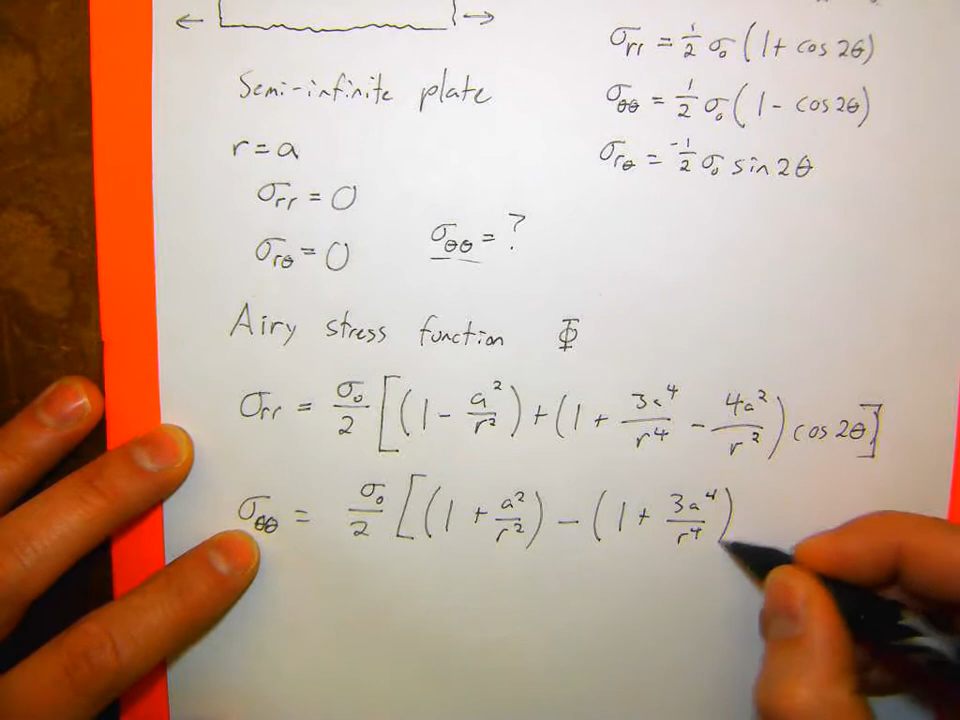 σrr = 1/2 σ₀ (1 + cos 2θ)
Semi-infinite plate
σθθ = 1/2 σ₀ (1 - cos 2θ)
r = a
σrθ = -1/2 σ₀ sin 2θ
σrr = 0
σrθ = 0
σθθ = ?
Airy stress function Φ
σrr = σ₀/2 [(1 - a²/r²) + (1 + 3a⁴/r⁴ - 4a²/r²) cos 2θ]
σθθ = σ₀/2 [(1 + a²/r²) - (1 + 3a⁴/r⁴)